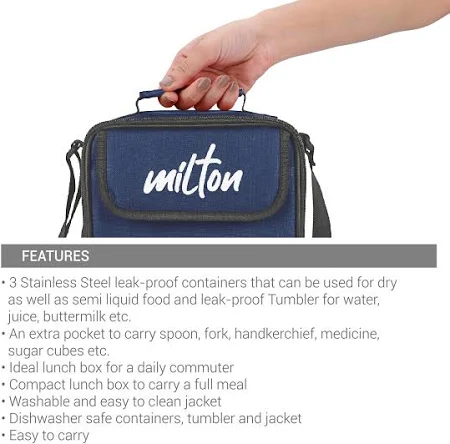 milton
FEATURES
• 3 Stainless Steel leak-proof containers that can be used for dry
as well as semi liquid food and leak-proof Tumbler for water,
juice, buttermilk etc.
• An extra pocket to carry spoon, fork, handkerchief, medicine,
sugar cubes etc.
• Ideal lunch box for a daily commuter
• Compact lunch box to carry a full meal
• Washable and easy to clean jacket
• Dishwasher safe containers, tumbler and jacket
• Easy to carry